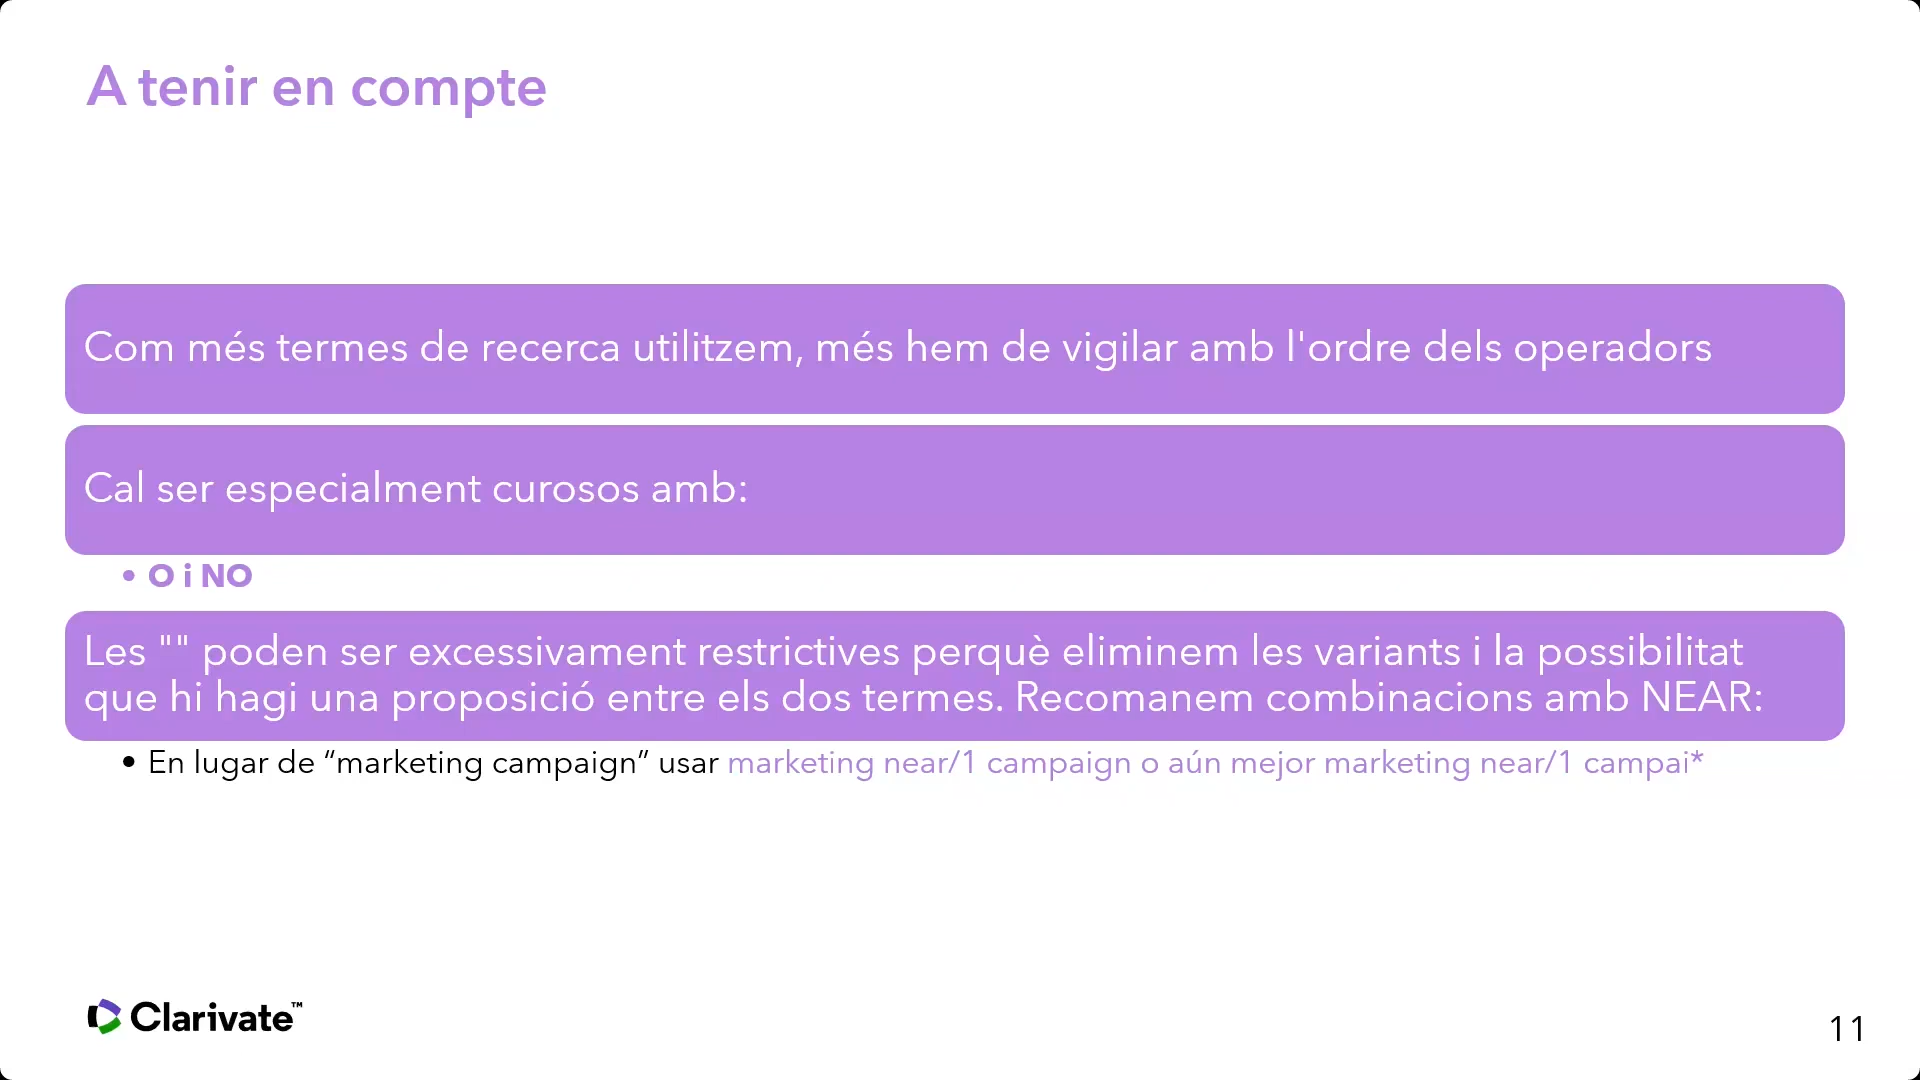 A tenir en compte
Com més termes de recerca utilitzem, més hem de vigilar amb l'ordre dels operadors
Cal ser especialment curosos amb:
• O i NO
Les "" poden ser excessivament restrictives perquè eliminem les variants i la possibilitat
que hi hagi una proposició entre els dos termes. Recomanem combinacions amb NEAR:
• En lugar de “marketing campaign” usar marketing near/1 campaign o aún mejor marketing near/1 campai*
Clarivate™
11